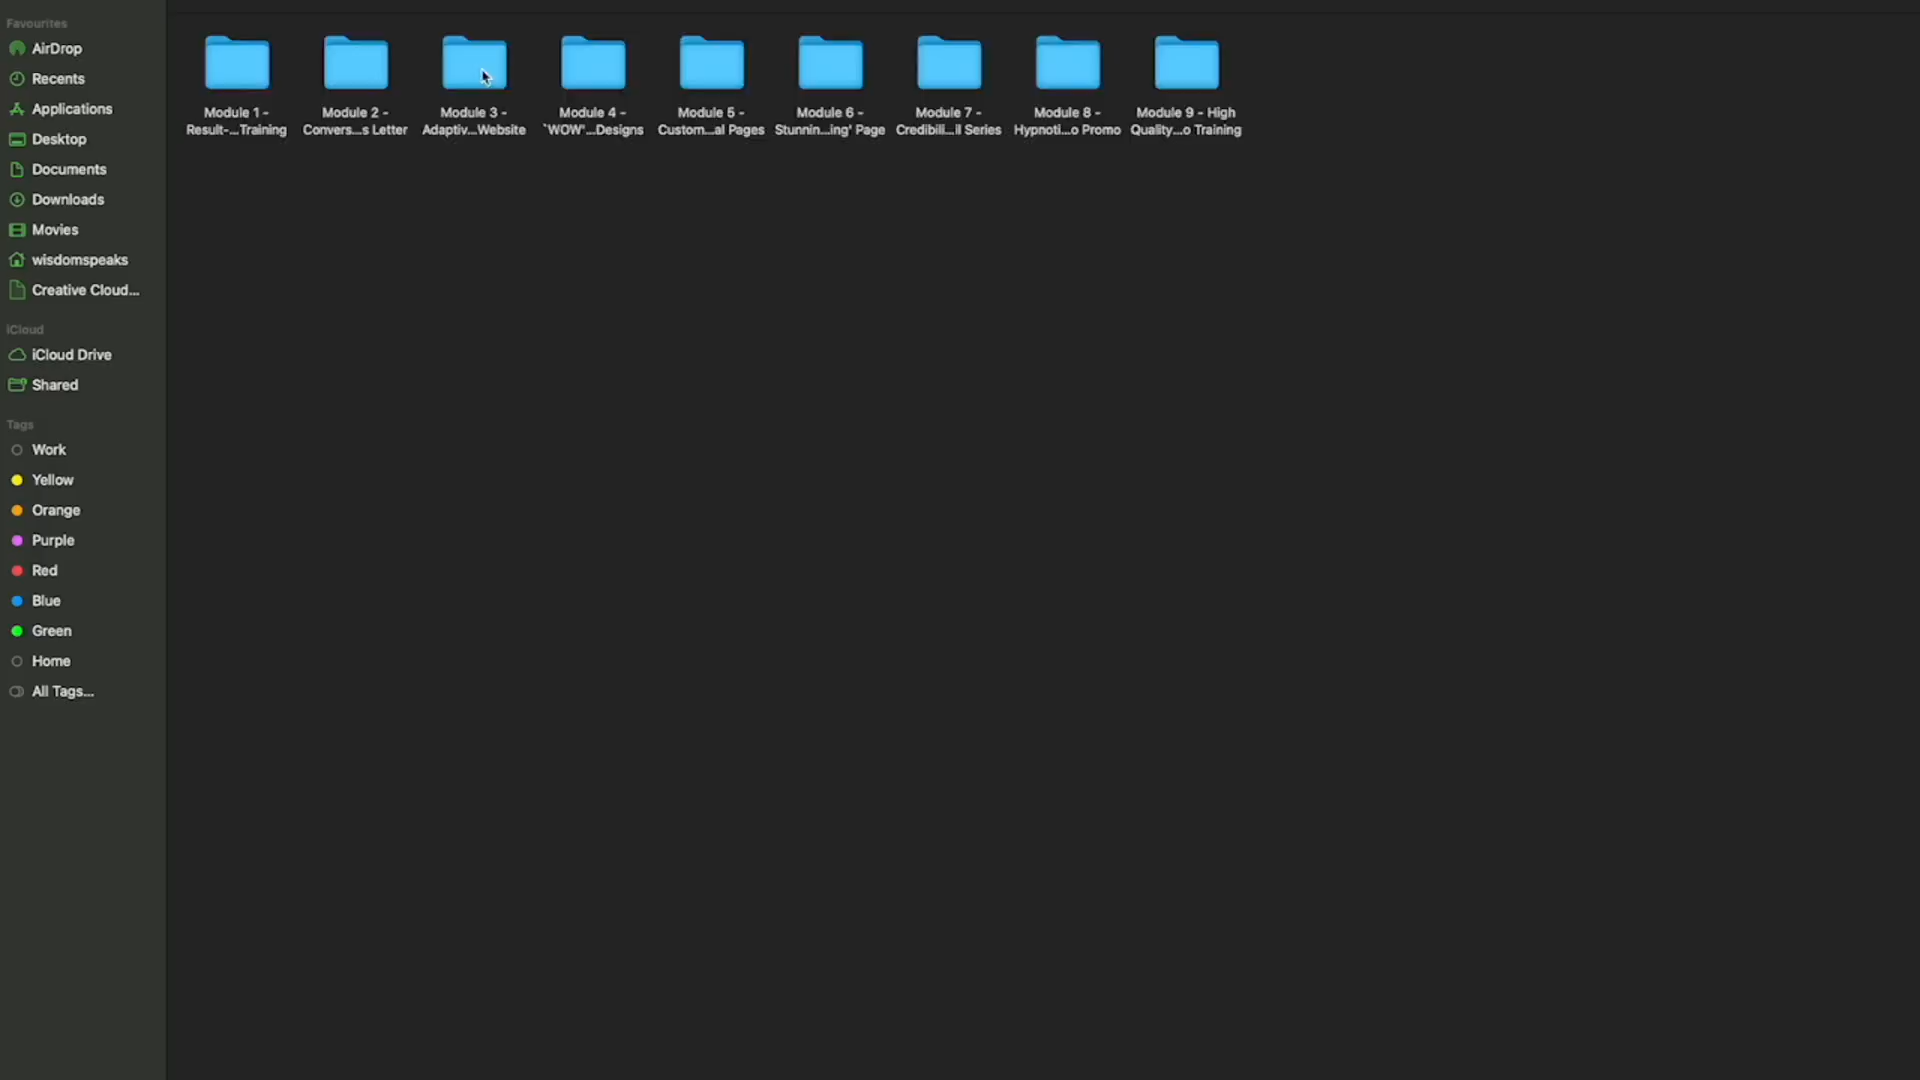 Favourites
AirDrop
Recents
Applications
Desktop
Documents
Downloads
Movies
wisdomspeaks
Creative Cloud...
iCloud
iCloud Drive
Shared
Tags
Work
Yellow
Orange
Purple
Red
Blue
Green
Home
All Tags...
Module 1 -
Result-...Training
Module 2 -
Convers...s Letter
Module 3 -
Adaptiv...Website
Module 4 -
`WOW'...Designs
Module 5 -
Custom...al Pages
Module 6 -
Stunnin...ing' Page
Module 7 -
Credibili...il Series
Module 8 -
Hypnoti...o Promo
Module 9 - High
Quality...o Training